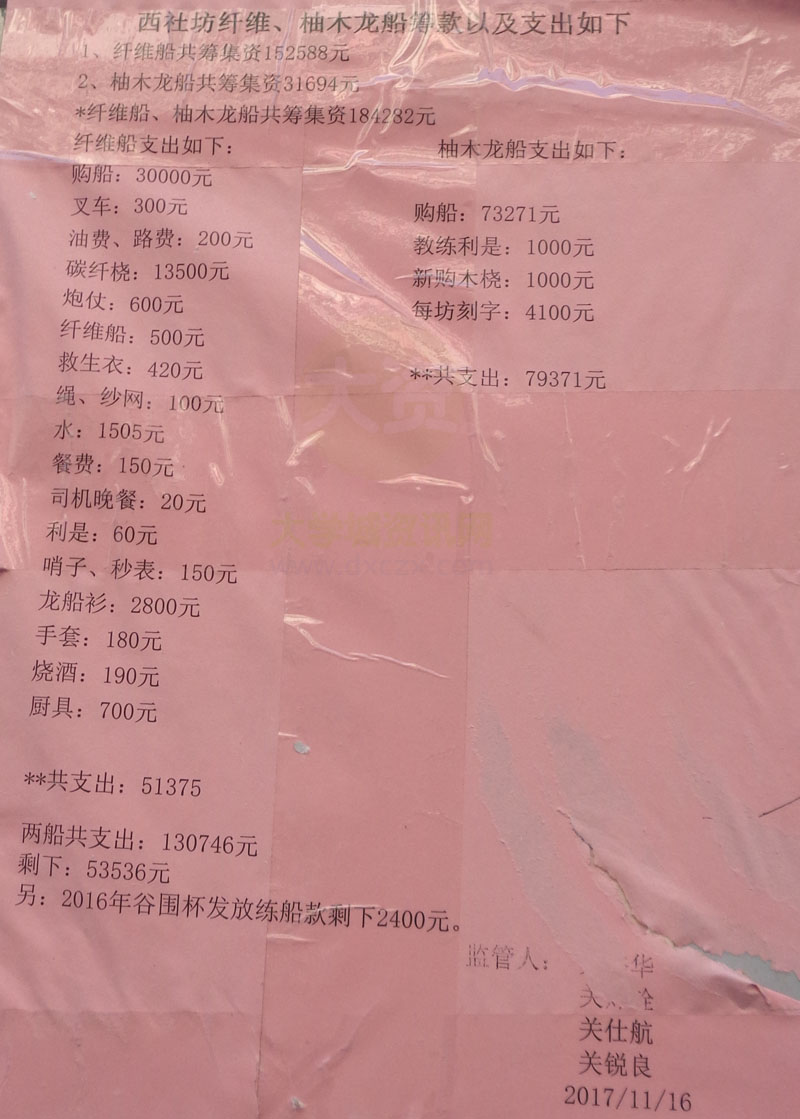 西社坊纤维、柚木龙船筹款以及支出如下
1、纤维船共筹集资152588元
2、柚木龙船共筹集资31694元
*纤维船、柚木龙船共筹集资184282元
纤维船支出如下：
购船：30000元
叉车：300元
油费、路费：200元
碳纤桡：13500元
炮仗：600元
纤维船：500元
救生衣：420元
绳、纱网：100元
水：1505元
餐费：150元
司机晚餐：20元
利是：60元
哨子、秒表：150元
龙船衫：2800元
手套：180元
烧酒：190元
厨具：700元
**共支出：51375
柚木龙船支出如下：
购船：73271元
教练利是：1000元
新购木桡：1000元
每坊刻字：4100元
**共支出：79371元
两船共支出：130746元
剩下：53536元
另：2016年谷围杯发放练船款剩下2400元。
监管人：
华
关仕航
关锐良
2017/11/16
大学城资讯网
www.dxczx.com